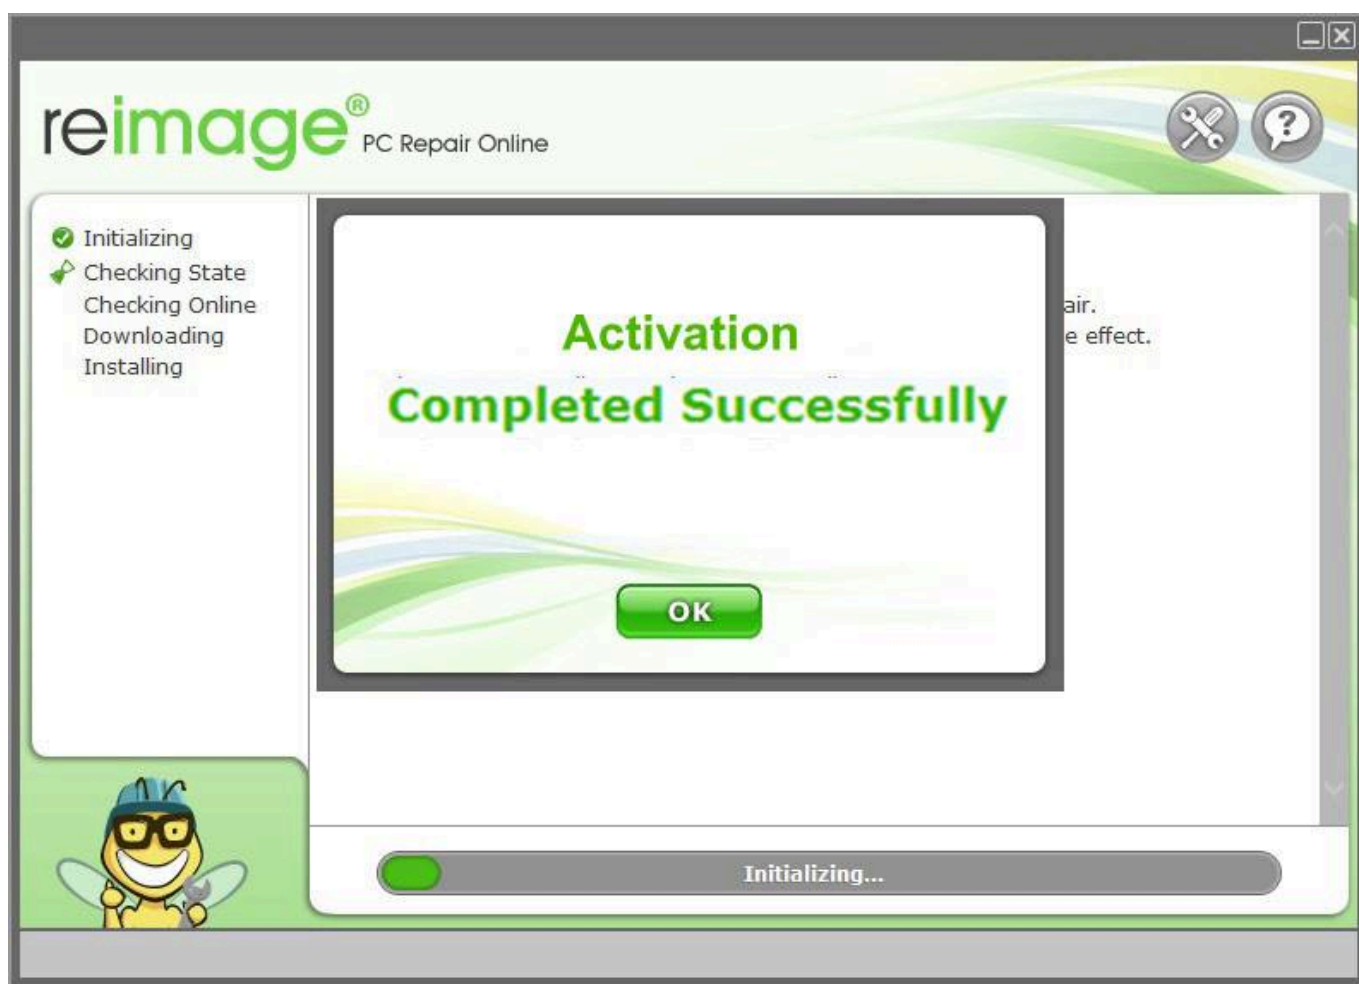 reimage®
PC Repair Online
Initializing
Checking State
Checking Online
Downloading
Installing
air.
e effect.
Activation
Completed Successfully
OK
Initializing...